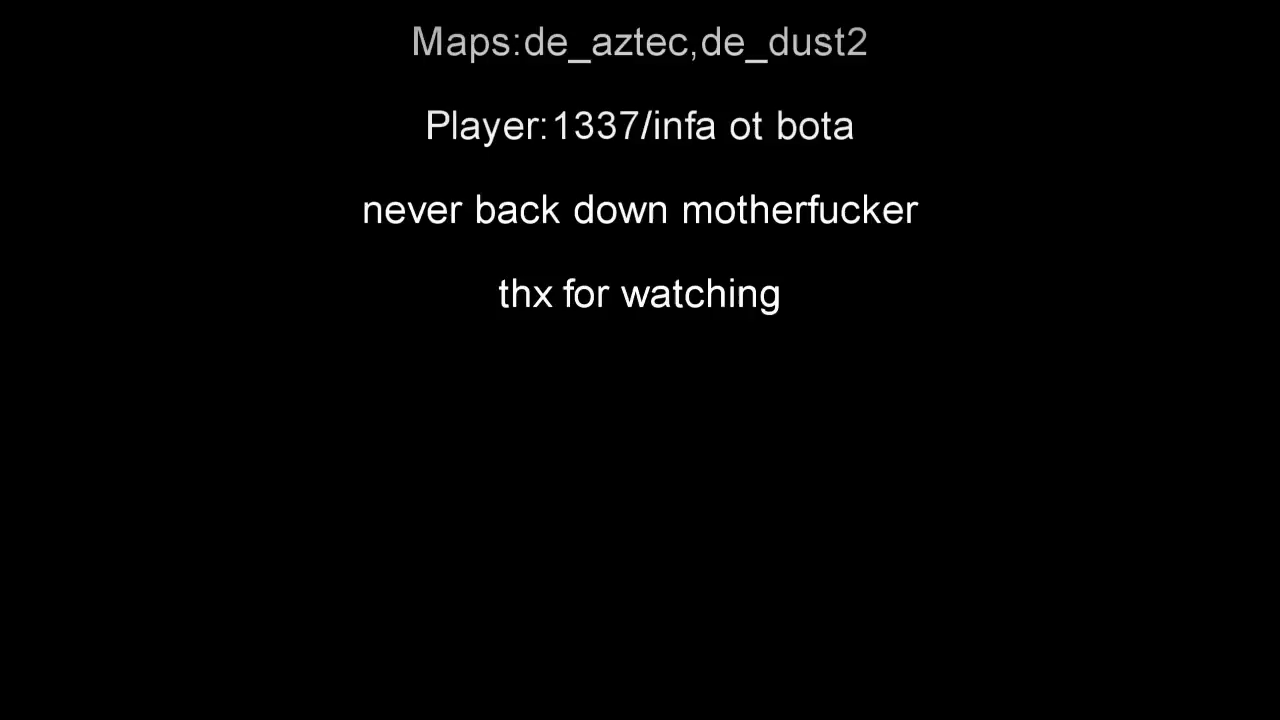 Maps:de_aztec,de_dust2
Player:1337/infa ot bota
never back down motherfucker
thx for watching